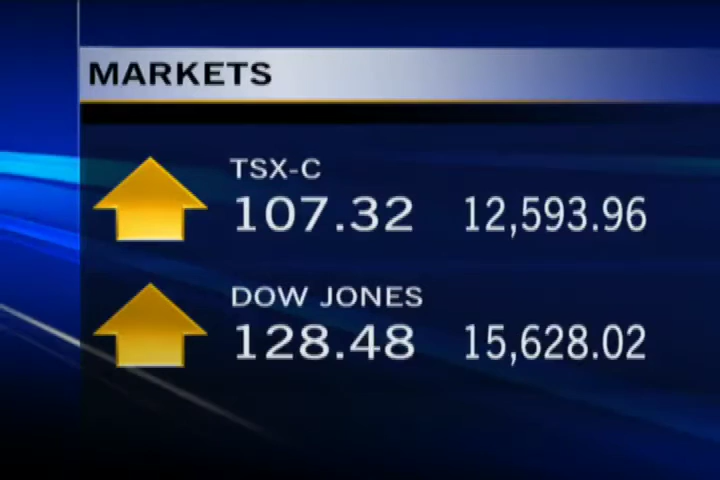 MARKETS
TSX-C
107.32 12,593.96
DOW JONES
128.48 15,628.02